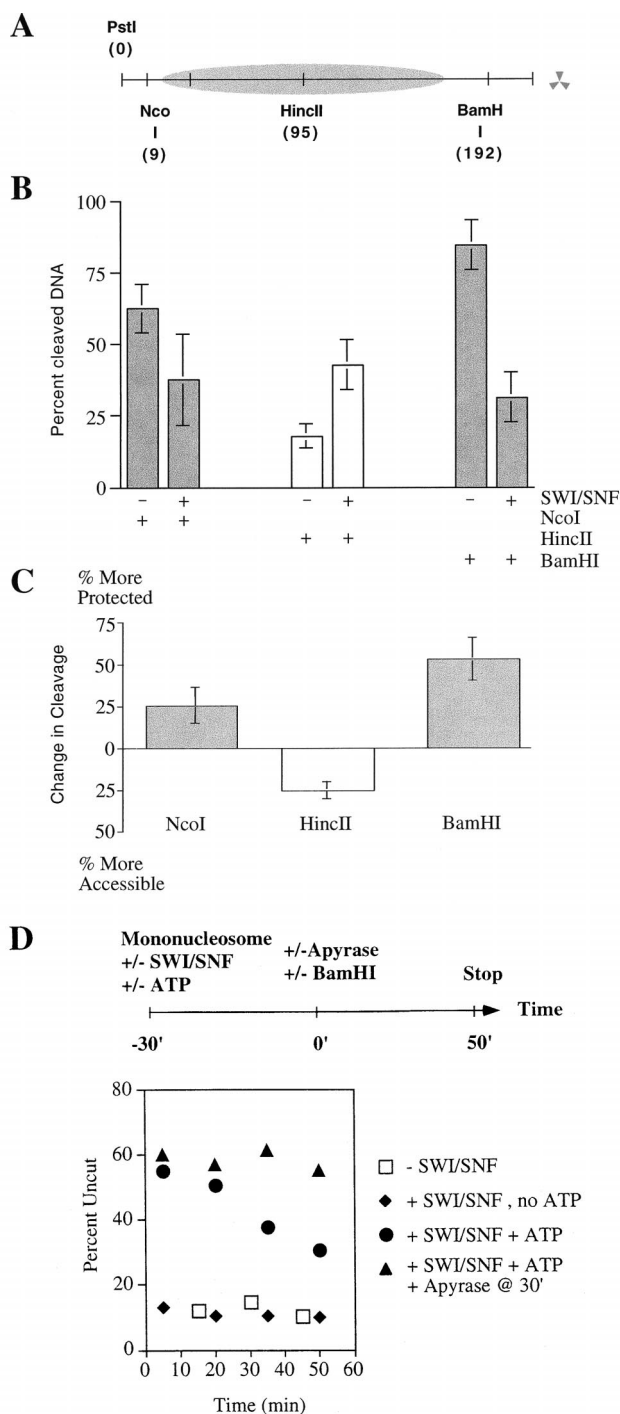 A
PstI
(0)
Nco
I
(9)
HincII
(95)
BamH
I
(192)
B
Percent cleaved DNA
100
75
50
25
0
- + - + - + SWI/SNF
+ + NcoI
+ + HincII
+ + BamHI
C
% More
Protected
Change in Cleavage
75
50
25
0
25
50
NcoI HincII BamHI
% More
Accessible
D
Mononucleosome
+/- SWI/SNF
+/- ATP
+/-Apyrase
+/- BamHI
Stop
Time
-30' 0' 50'
Percent Uncut
80
60
40
20
0
0 10 20 30 40 50 60
Time (min)
- SWI/SNF
+ SWI/SNF , no ATP
+ SWI/SNF + ATP
+ SWI/SNF + ATP
+ Apyrase @ 30'